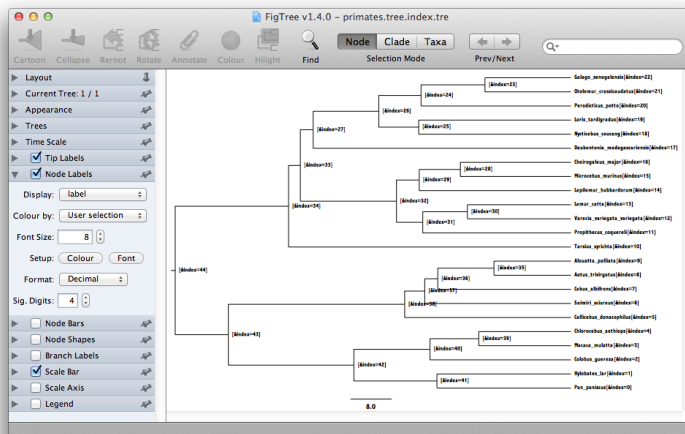 FigTree v1.4.0 - primates.tree.index.tre
Cartoon Collapse Reroot Rotate Annotate Colour Hilight Find
Node Clade Taxa
Selection Mode
Prev/Next
Layout
Current Tree: 1 / 1
Appearance
Trees
Time Scale
Tip Labels
Node Labels
Display: label
Colour by: User selection
Font Size: 8
Setup: Colour Font
Format: Decimal
Sig. Digits: 4
Node Bars
Node Shapes
Branch Labels
Scale Bar
Scale Axis
Legend
Galago_senegalensis[&index=22]
[&index=23]
Otolemur_crassicaudatus[&index=21]
[&index=24]
Perodicticus_potto[&index=20]
[&index=26]
Loris_tardigradus[&index=19]
[&index=25]
Nycticebus_coucang[&index=18]
[&index=27]
Daubentonia_madagascariensis[&index=17]
[&index=33]
Cheirogaleus_major[&index=16]
[&index=28]
Microcebus_murinus[&index=15]
[&index=29]
Lepilemur_hubbardorum[&index=14]
[&index=32]
Lemur_catta[&index=13]
[&index=30]
Varecia_variegata_variegata[&index=12]
[&index=31]
Propithecus_coquereli[&index=11]
[&index=34]
Tarsius_syrichta[&index=10]
[&index=44]
Alouatta_palliata[&index=9]
[&index=35]
Aotus_trivirgatus[&index=8]
[&index=36]
Cebus_albifrons[&index=7]
[&index=37]
Saimiri_sciureus[&index=6]
[&index=38]
Callicebus_donacophilus[&index=5]
[&index=43]
Chlorocebus_aethiops[&index=4]
[&index=39]
Macaca_mulatta[&index=3]
[&index=40]
Colobus_guereza[&index=2]
[&index=42]
Hylobates_lar[&index=1]
[&index=41]
Pan_paniscus[&index=0]
8.0